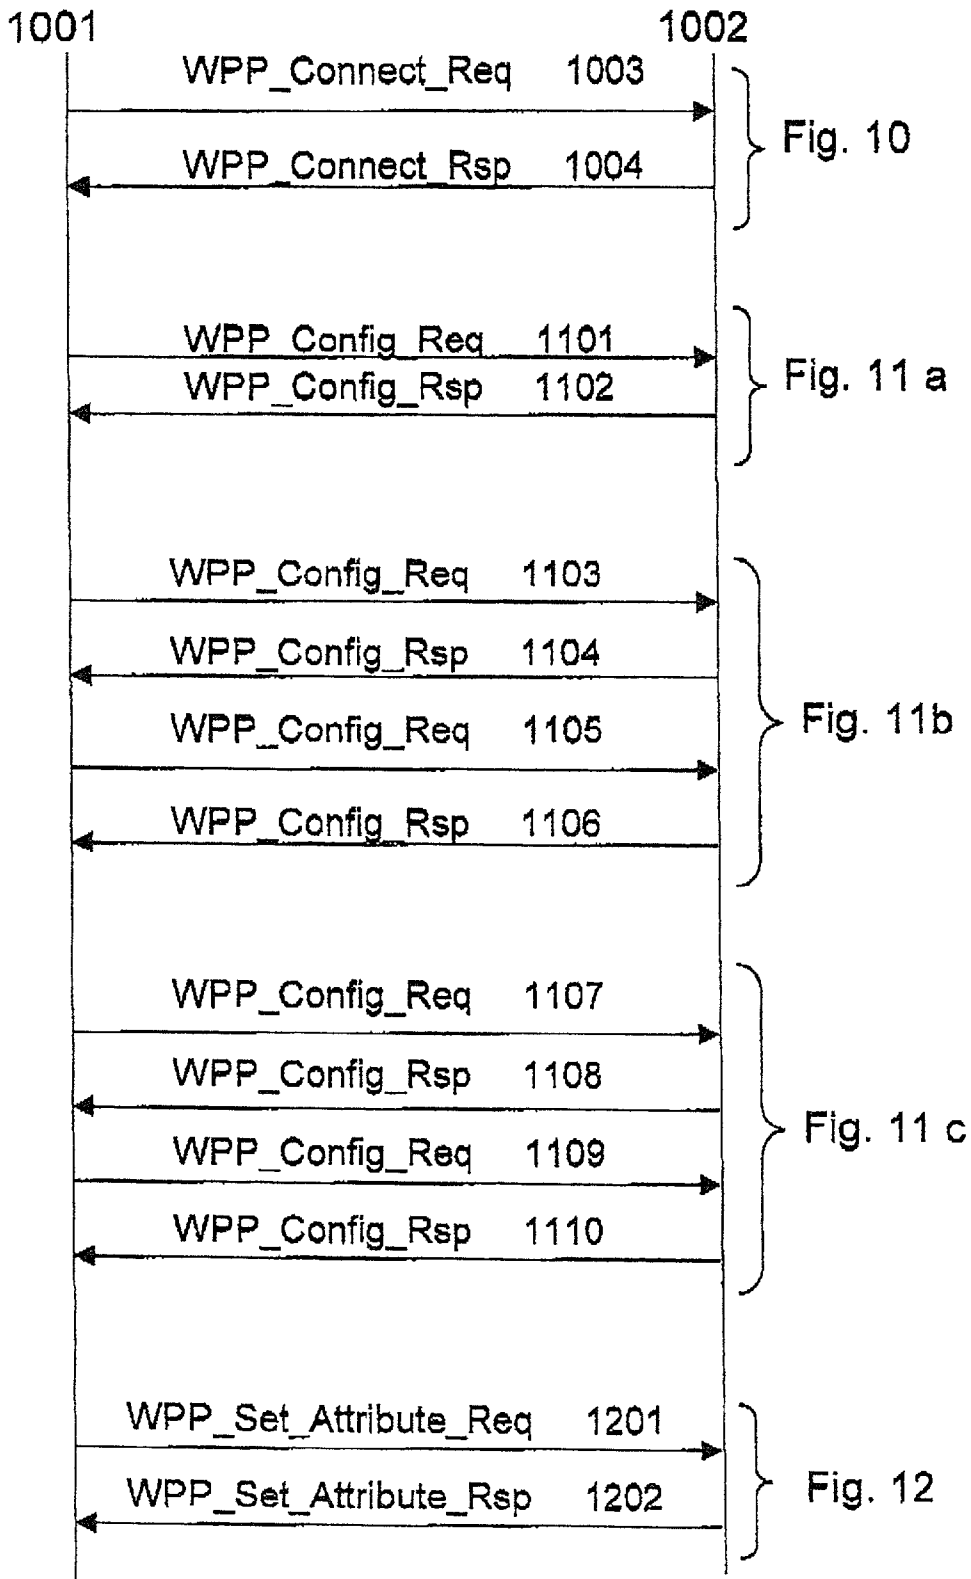 1001 1002
WPP_Connect_Req 1003
WPP_Connect_Rsp 1004
Fig. 10
WPP_Config_Req 1101
WPP_Config_Rsp 1102
Fig. 11 a
WPP_Config_Req 1103
WPP_Config_Rsp 1104
WPP_Config_Req 1105
WPP_Config_Rsp 1106
Fig. 11b
WPP_Config_Req 1107
WPP_Config_Rsp 1108
WPP_Config_Req 1109
WPP_Config_Rsp 1110
Fig. 11 c
WPP_Set_Attribute_Req 1201
WPP_Set_Attribute_Rsp 1202
Fig. 12